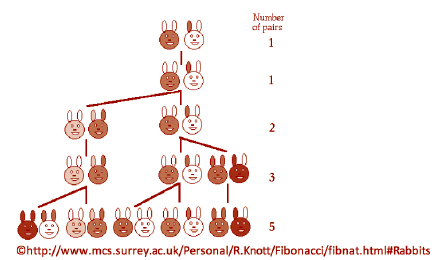 Number
of pairs
1
1
2
3
5
©http://www.mcs.surrey.ac.uk/Personal/R.Knott/Fibonacci/fibnat.html#Rabbits